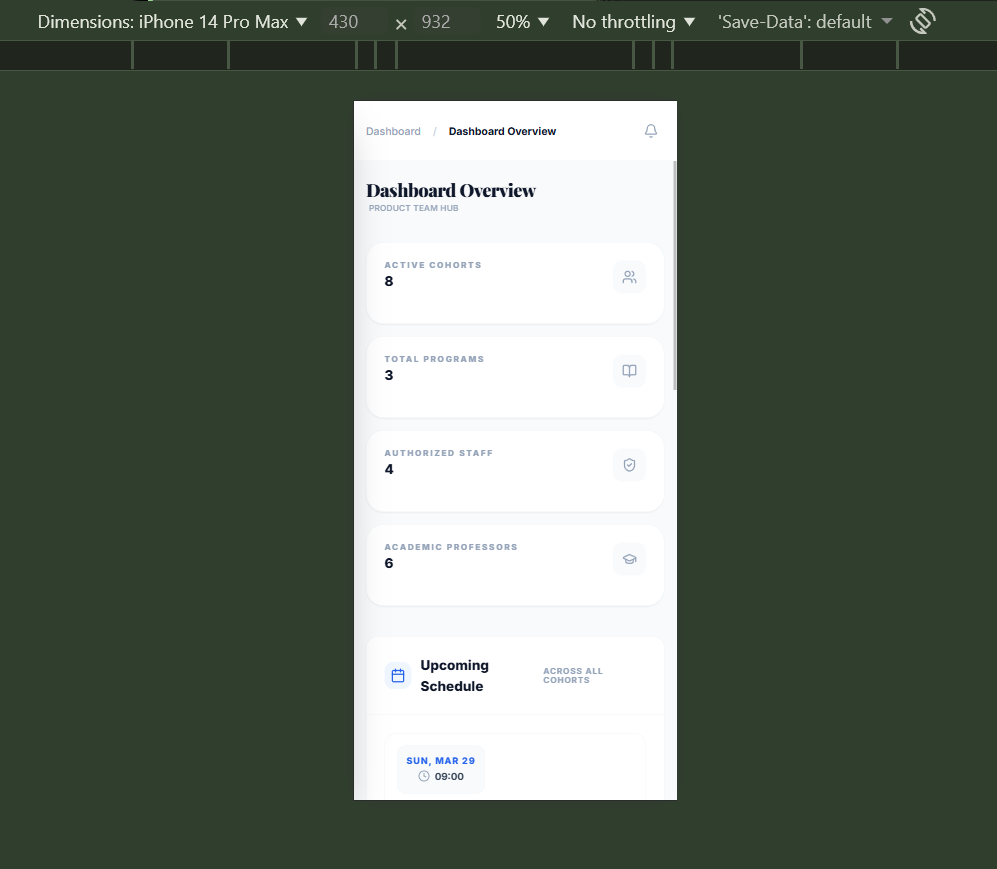 Dimensions: iPhone 14 Pro Max ▼ 430 × 932 50% ▼ No throttling ▼ 'Save-Data': default ▼
Dashboard / Dashboard Overview
Dashboard Overview
PRODUCT TEAM HUB
ACTIVE COHORTS
8
TOTAL PROGRAMS
3
AUTHORIZED STAFF
4
ACADEMIC PROFESSORS
6
Upcoming
Schedule
ACROSS ALL
COHORTS
SUN, MAR 29
09:00